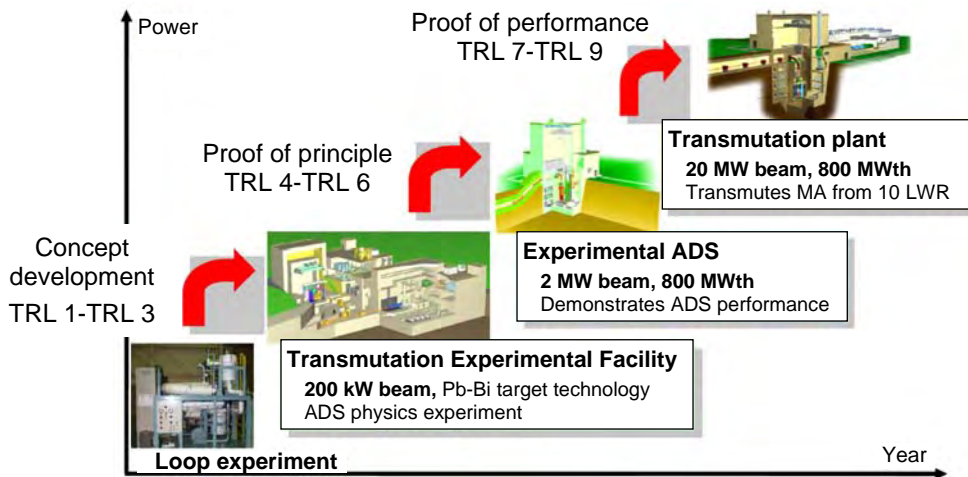 Power
Proof of performance
TRL 7-TRL 9
Transmutation plant
20 MW beam, 800 MWth
Transmutes MA from 10 LWR
Proof of principle
TRL 4-TRL 6
Experimental ADS
2 MW beam, 800 MWth
Demonstrates ADS performance
Concept
development
TRL 1-TRL 3
Transmutation Experimental Facility
200 kW beam, Pb-Bi target technology
ADS physics experiment
Loop experiment
Year